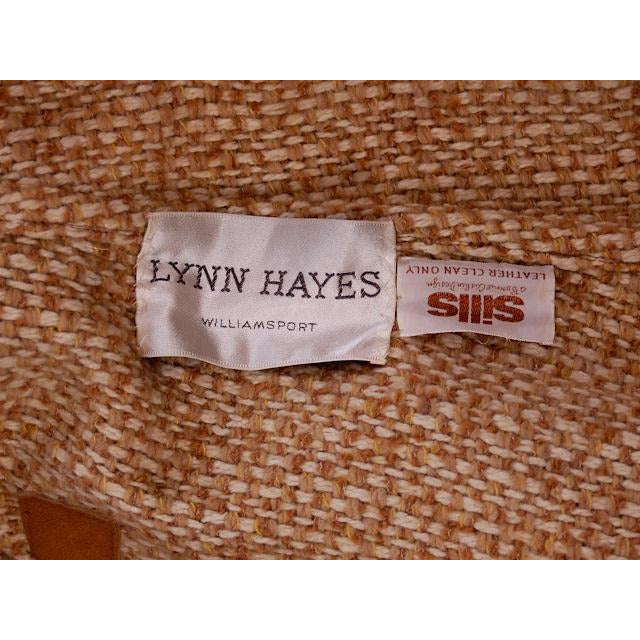 LYNN HAYES
WILLIAMSPORT
sills
a Bonnie Cashin Design
LEATHER CLEAN ONLY